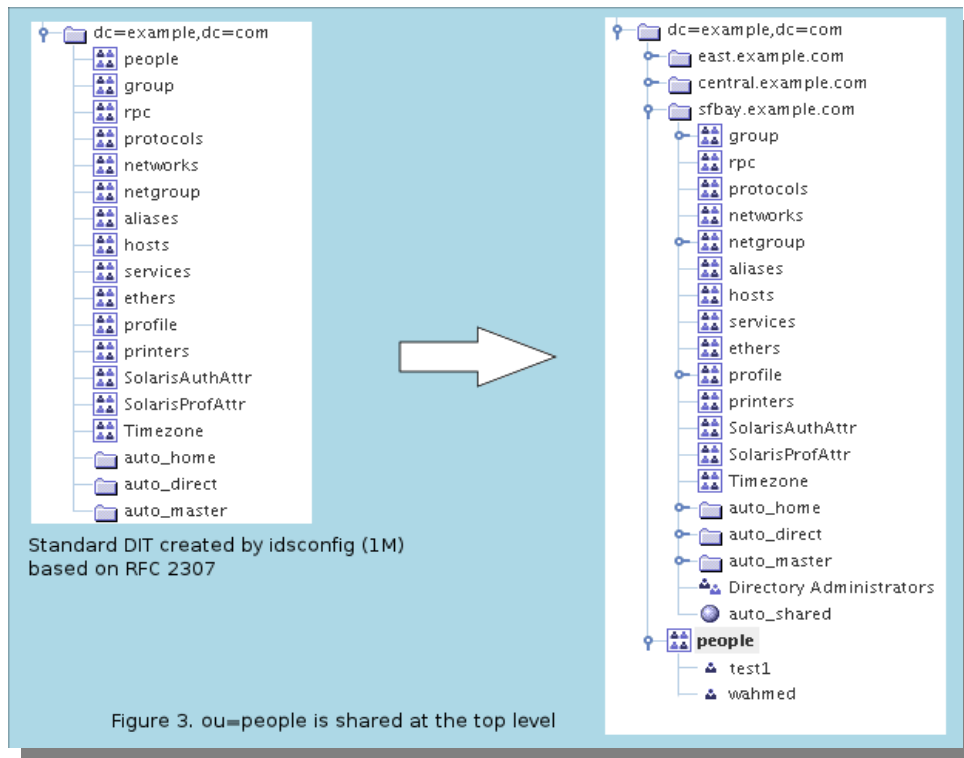 dc=example,dc=com
people
group
rpc
protocols
networks
netgroup
aliases
hosts
services
ethers
profile
printers
SolarisAuthAttr
SolarisProfAttr
Timezone
auto_home
auto_direct
auto_master
Standard DIT created by idsconfig (1M)
based on RFC 2307
dc=example,dc=com
east.example.com
central.example.com
sfbay.example.com
group
rpc
protocols
networks
netgroup
aliases
hosts
services
ethers
profile
printers
SolarisAuthAttr
SolarisProfAttr
Timezone
auto_home
auto_direct
auto_master
Directory Administrators
auto_shared
people
test1
wahmed
Figure 3. ou=people is shared at the top level